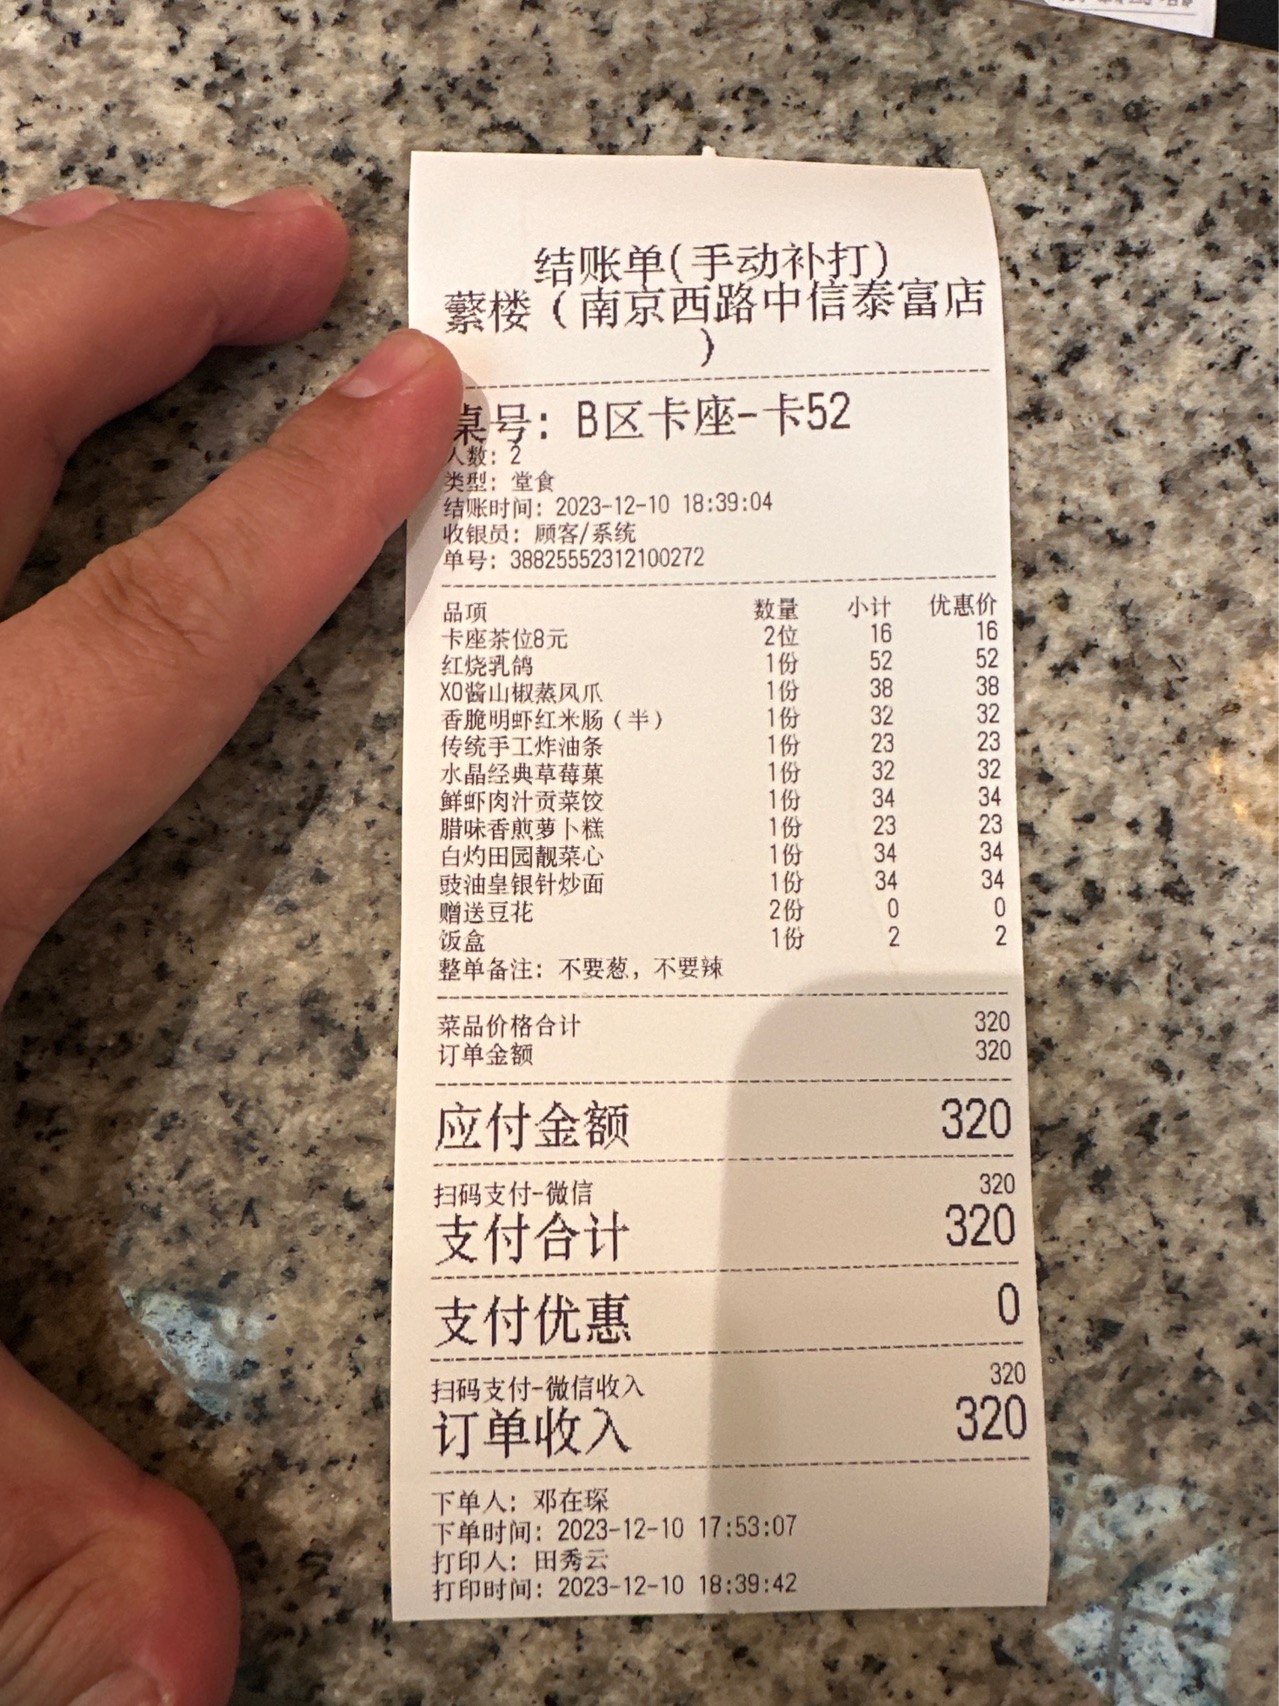 结账单(手动补打)
蘩楼（南京西路中信泰富店
）
桌号: B区卡座-卡52
人数: 2
类型: 堂食
结账时间: 2023-12-10 18:39:04
收银员: 顾客/系统
单号: 38825552312100272
品项 数量 小计 优惠价
卡座茶位8元 2位 16 16
红烧乳鸽 1份 52 52
XO酱山椒蒸凤爪 1份 38 38
香脆明虾红米肠（半） 1份 32 32
传统手工炸油条 1份 23 23
水晶经典草莓菓 1份 32 32
鲜虾肉汁贡菜饺 1份 34 34
腊味香煎萝卜糕 1份 23 23
白灼田园靓菜心 1份 34 34
豉油皇银针炒面 1份 34 34
赠送豆花 2份 0 0
饭盒 1份 2 2
整单备注: 不要葱, 不要辣
菜品价格合计 320
订单金额 320
应付金额 320
扫码支付-微信 320
支付合计 320
支付优惠 0
扫码支付-微信收入 320
订单收入 320
下单人: 邓在琛
下单时间: 2023-12-10 17:53:07
打印人: 田秀云
打印时间: 2023-12-10 18:39:42